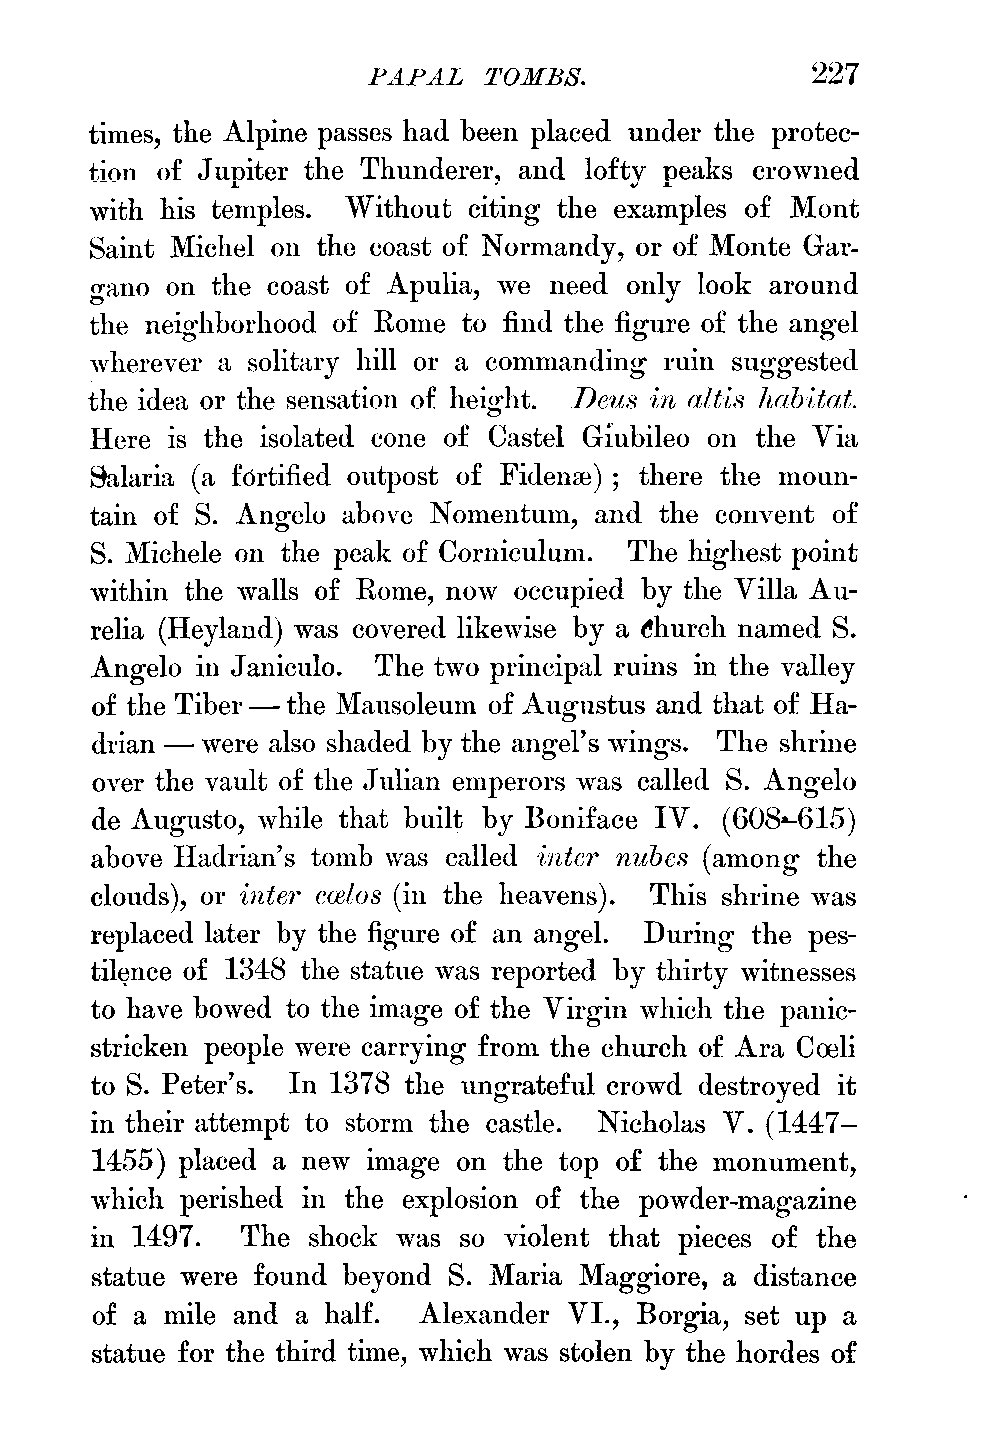 PAPAL TOMBS. 227
times, the Alpine passes had been placed under the protec-
tion of Jupiter the Thunderer, and lofty peaks crowned
with his temples. Without citing the examples of Mont
Saint Michel on the coast of Normandy, or of Monte Gar-
gano on the coast of Apulia, we need only look around
the neighborhood of Rome to find the figure of the angel
wherever a solitary hill or a commanding ruin suggested
the idea or the sensation of height. Deus in altis habitat.
Here is the isolated cone of Castel Giubileo on the Via
Salaria (a fortified outpost of Fidenæ) ; there the moun-
tain of S. Angelo above Nomentum, and the convent of
S. Michele on the peak of Corniculum. The highest point
within the walls of Rome, now occupied by the Villa Au-
relia (Heyland) was covered likewise by a church named S.
Angelo in Janiculo. The two principal ruins in the valley
of the Tiber — the Mausoleum of Augustus and that of Ha-
drian — were also shaded by the angel's wings. The shrine
over the vault of the Julian emperors was called S. Angelo
de Augusto, while that built by Boniface IV. (608–615)
above Hadrian's tomb was called inter nubes (among the
clouds), or inter cœlos (in the heavens). This shrine was
replaced later by the figure of an angel. During the pes-
tilence of 1348 the statue was reported by thirty witnesses
to have bowed to the image of the Virgin which the panic-
stricken people were carrying from the church of Ara Cœli
to S. Peter's. In 1378 the ungrateful crowd destroyed it
in their attempt to storm the castle. Nicholas V. (1447–
1455) placed a new image on the top of the monument,
which perished in the explosion of the powder-magazine
in 1497. The shock was so violent that pieces of the
statue were found beyond S. Maria Maggiore, a distance
of a mile and a half. Alexander VI., Borgia, set up a
statue for the third time, which was stolen by the hordes of